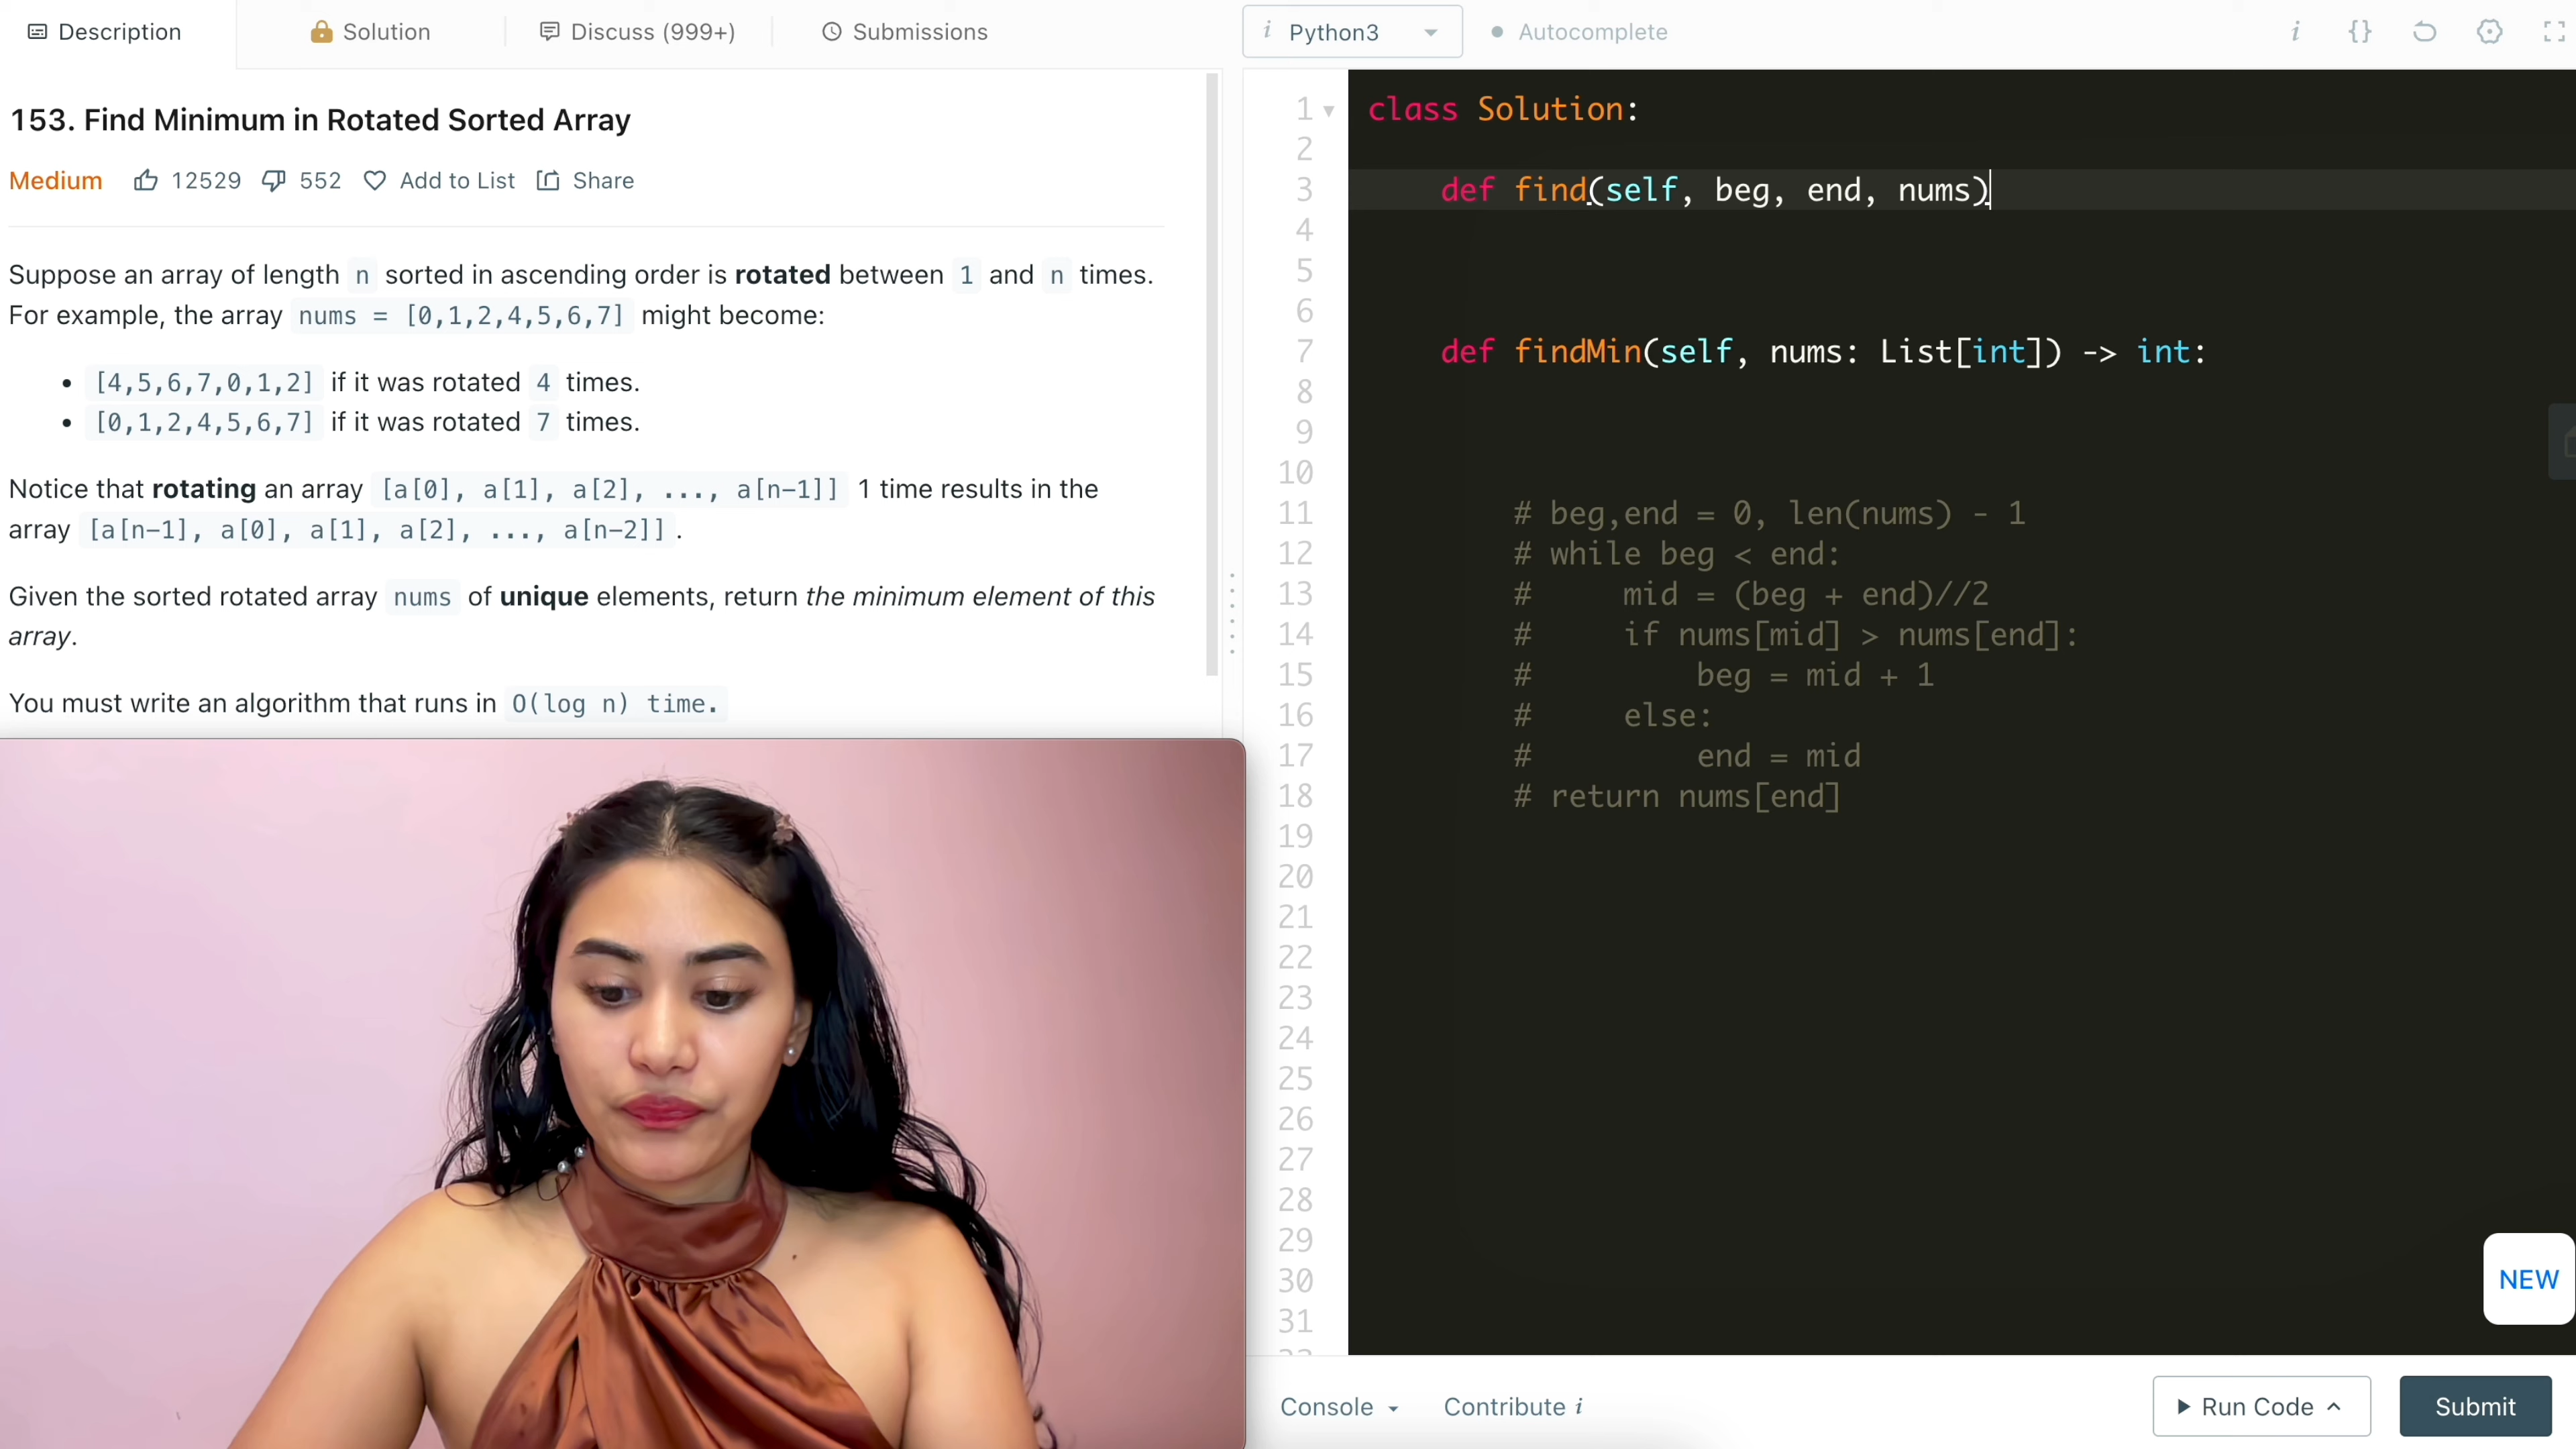 Description
Solution
Discuss (999+)
Submissions
i Python3
Autocomplete
i {}
153. Find Minimum in Rotated Sorted Array
Medium 12529 552 Add to List Share
Suppose an array of length n sorted in ascending order is rotated between 1 and n times.
For example, the array nums = [0,1,2,4,5,6,7] might become:
• [4,5,6,7,0,1,2] if it was rotated 4 times.
• [0,1,2,4,5,6,7] if it was rotated 7 times.
Notice that rotating an array [a[0], a[1], a[2], ..., a[n-1]] 1 time results in the
array [a[n-1], a[0], a[1], a[2], ..., a[n-2]].
Given the sorted rotated array nums of unique elements, return the minimum element of this
array.
You must write an algorithm that runs in O(log n) time.
1 class Solution:
2
3 def find(self, beg, end, nums)
4
5
6
7 def findMin(self, nums: List[int]) -> int:
8
9
10
11 # beg,end = 0, len(nums) - 1
12 # while beg < end:
13 # mid = (beg + end)//2
14 # if nums[mid] > nums[end]:
15 # beg = mid + 1
16 # else:
17 # end = mid
18 # return nums[end]
19
20
21
22
23
24
25
26
27
28
29
30
31
NEW
Console
Contribute i
Run Code
Submit